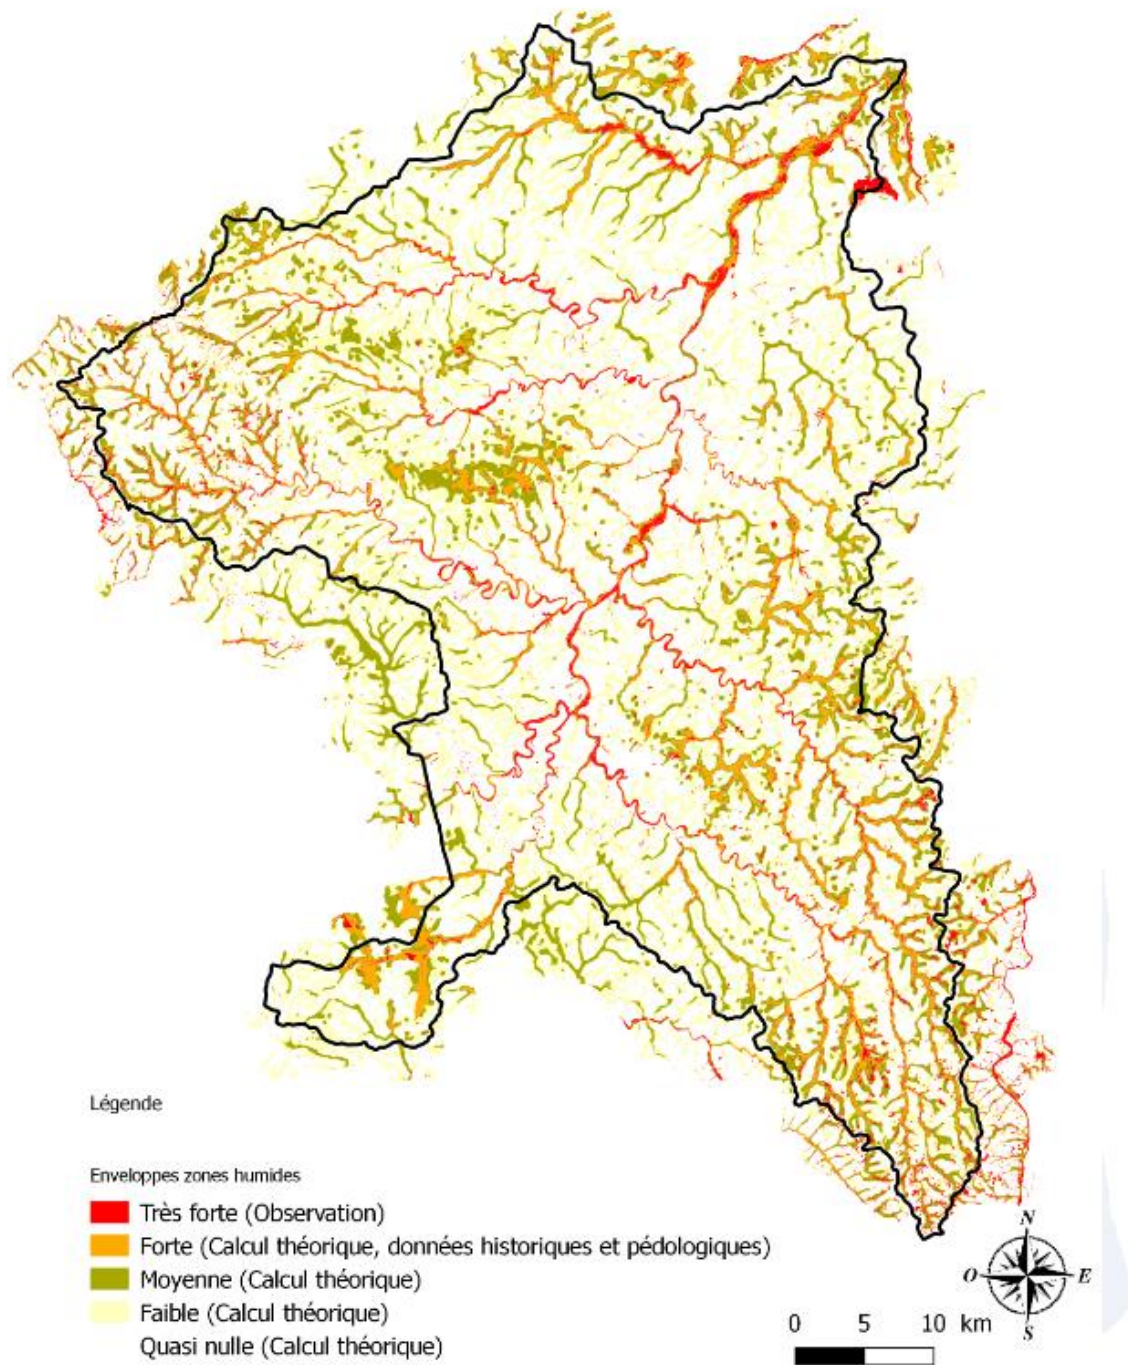 Légende
Enveloppes zones humides
Très forte (Observation)
Forte (Calcul théorique, données historiques et pédologiques)
Moyenne (Calcul théorique)
Faible (Calcul théorique)
Quasi nulle (Calcul théorique)
N
O E
S
0 5 10 km